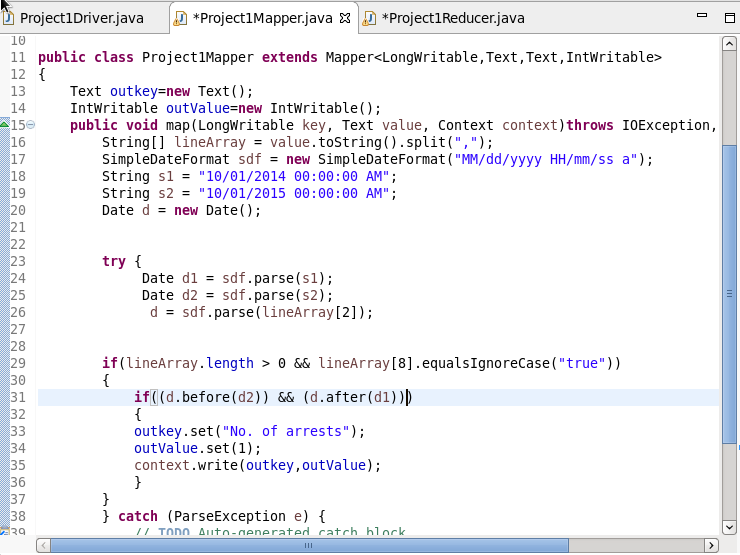 Project1Driver.java *Project1Mapper.java *Project1Reducer.java
10
11 public class Project1Mapper extends Mapper<LongWritable,Text,Text,IntWritable>
12 {
13 Text outkey=new Text();
14 IntWritable outValue=new IntWritable();
15 public void map(LongWritable key, Text value, Context context)throws IOException,
16 String[] lineArray = value.toString().split(",");
17 SimpleDateFormat sdf = new SimpleDateFormat("MM/dd/yyyy HH/mm/ss a");
18 String s1 = "10/01/2014 00:00:00 AM";
19 String s2 = "10/01/2015 00:00:00 AM";
20 Date d = new Date();
21
22
23 try {
24 Date d1 = sdf.parse(s1);
25 Date d2 = sdf.parse(s2);
26 d = sdf.parse(lineArray[2]);
27
28
29 if(lineArray.length > 0 && lineArray[8].equalsIgnoreCase("true"))
30 {
31 if((d.before(d2)) && (d.after(d1)))
32 {
33 outkey.set("No. of arrests");
34 outValue.set(1);
35 context.write(outkey,outValue);
36 }
37 }
38 } catch (ParseException e) {
39 // TODO Auto-generated catch block